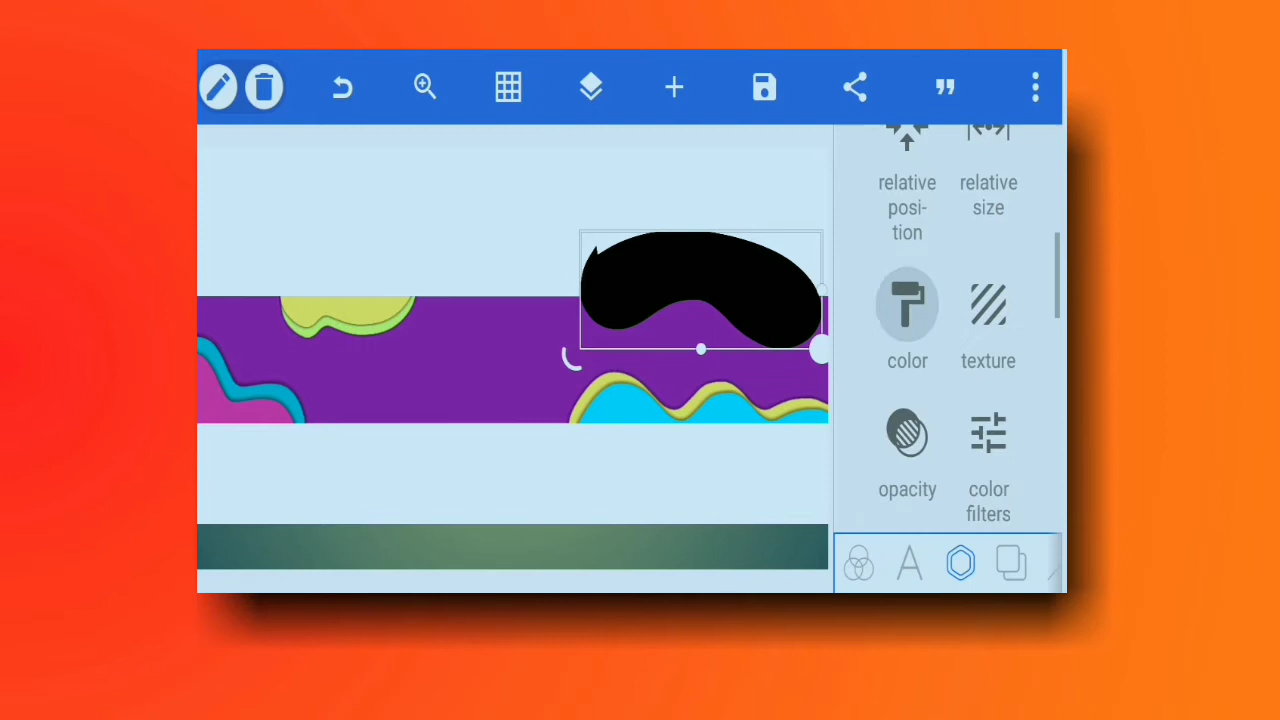 relative
posi-
tion
relative
size
color
texture
opacity
color
filters